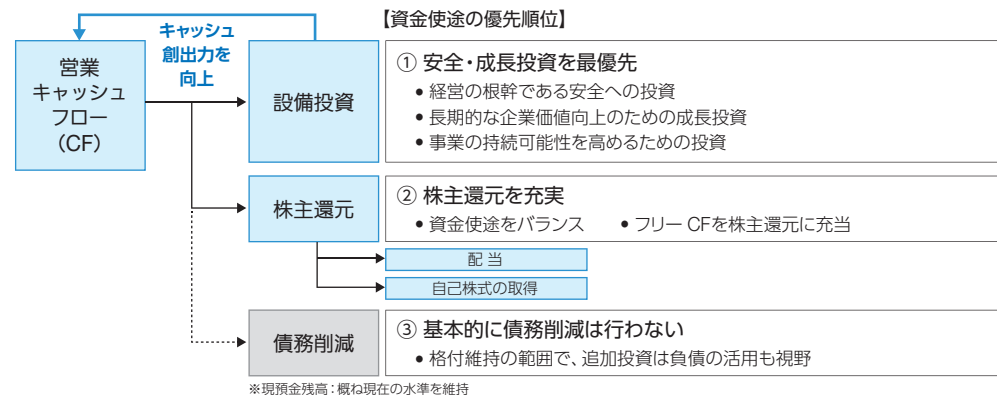 【資金使途の優先順位】
キャッシュ
創出力を
向上
営業
キャッシュ
フロー
（CF）
設備投資
① 安全・成長投資を最優先
• 経営の根幹である安全への投資
• 長期的な企業価値向上のための成長投資
• 事業の持続可能性を高めるための投資
株主還元
② 株主還元を充実
• 資金使途をバランス • フリー CFを株主還元に充当
配 当
自己株式の取得
債務削減
③ 基本的に債務削減は行わない
• 格付維持の範囲で、追加投資は負債の活用も視野
※現預金残高：概ね現在の水準を維持